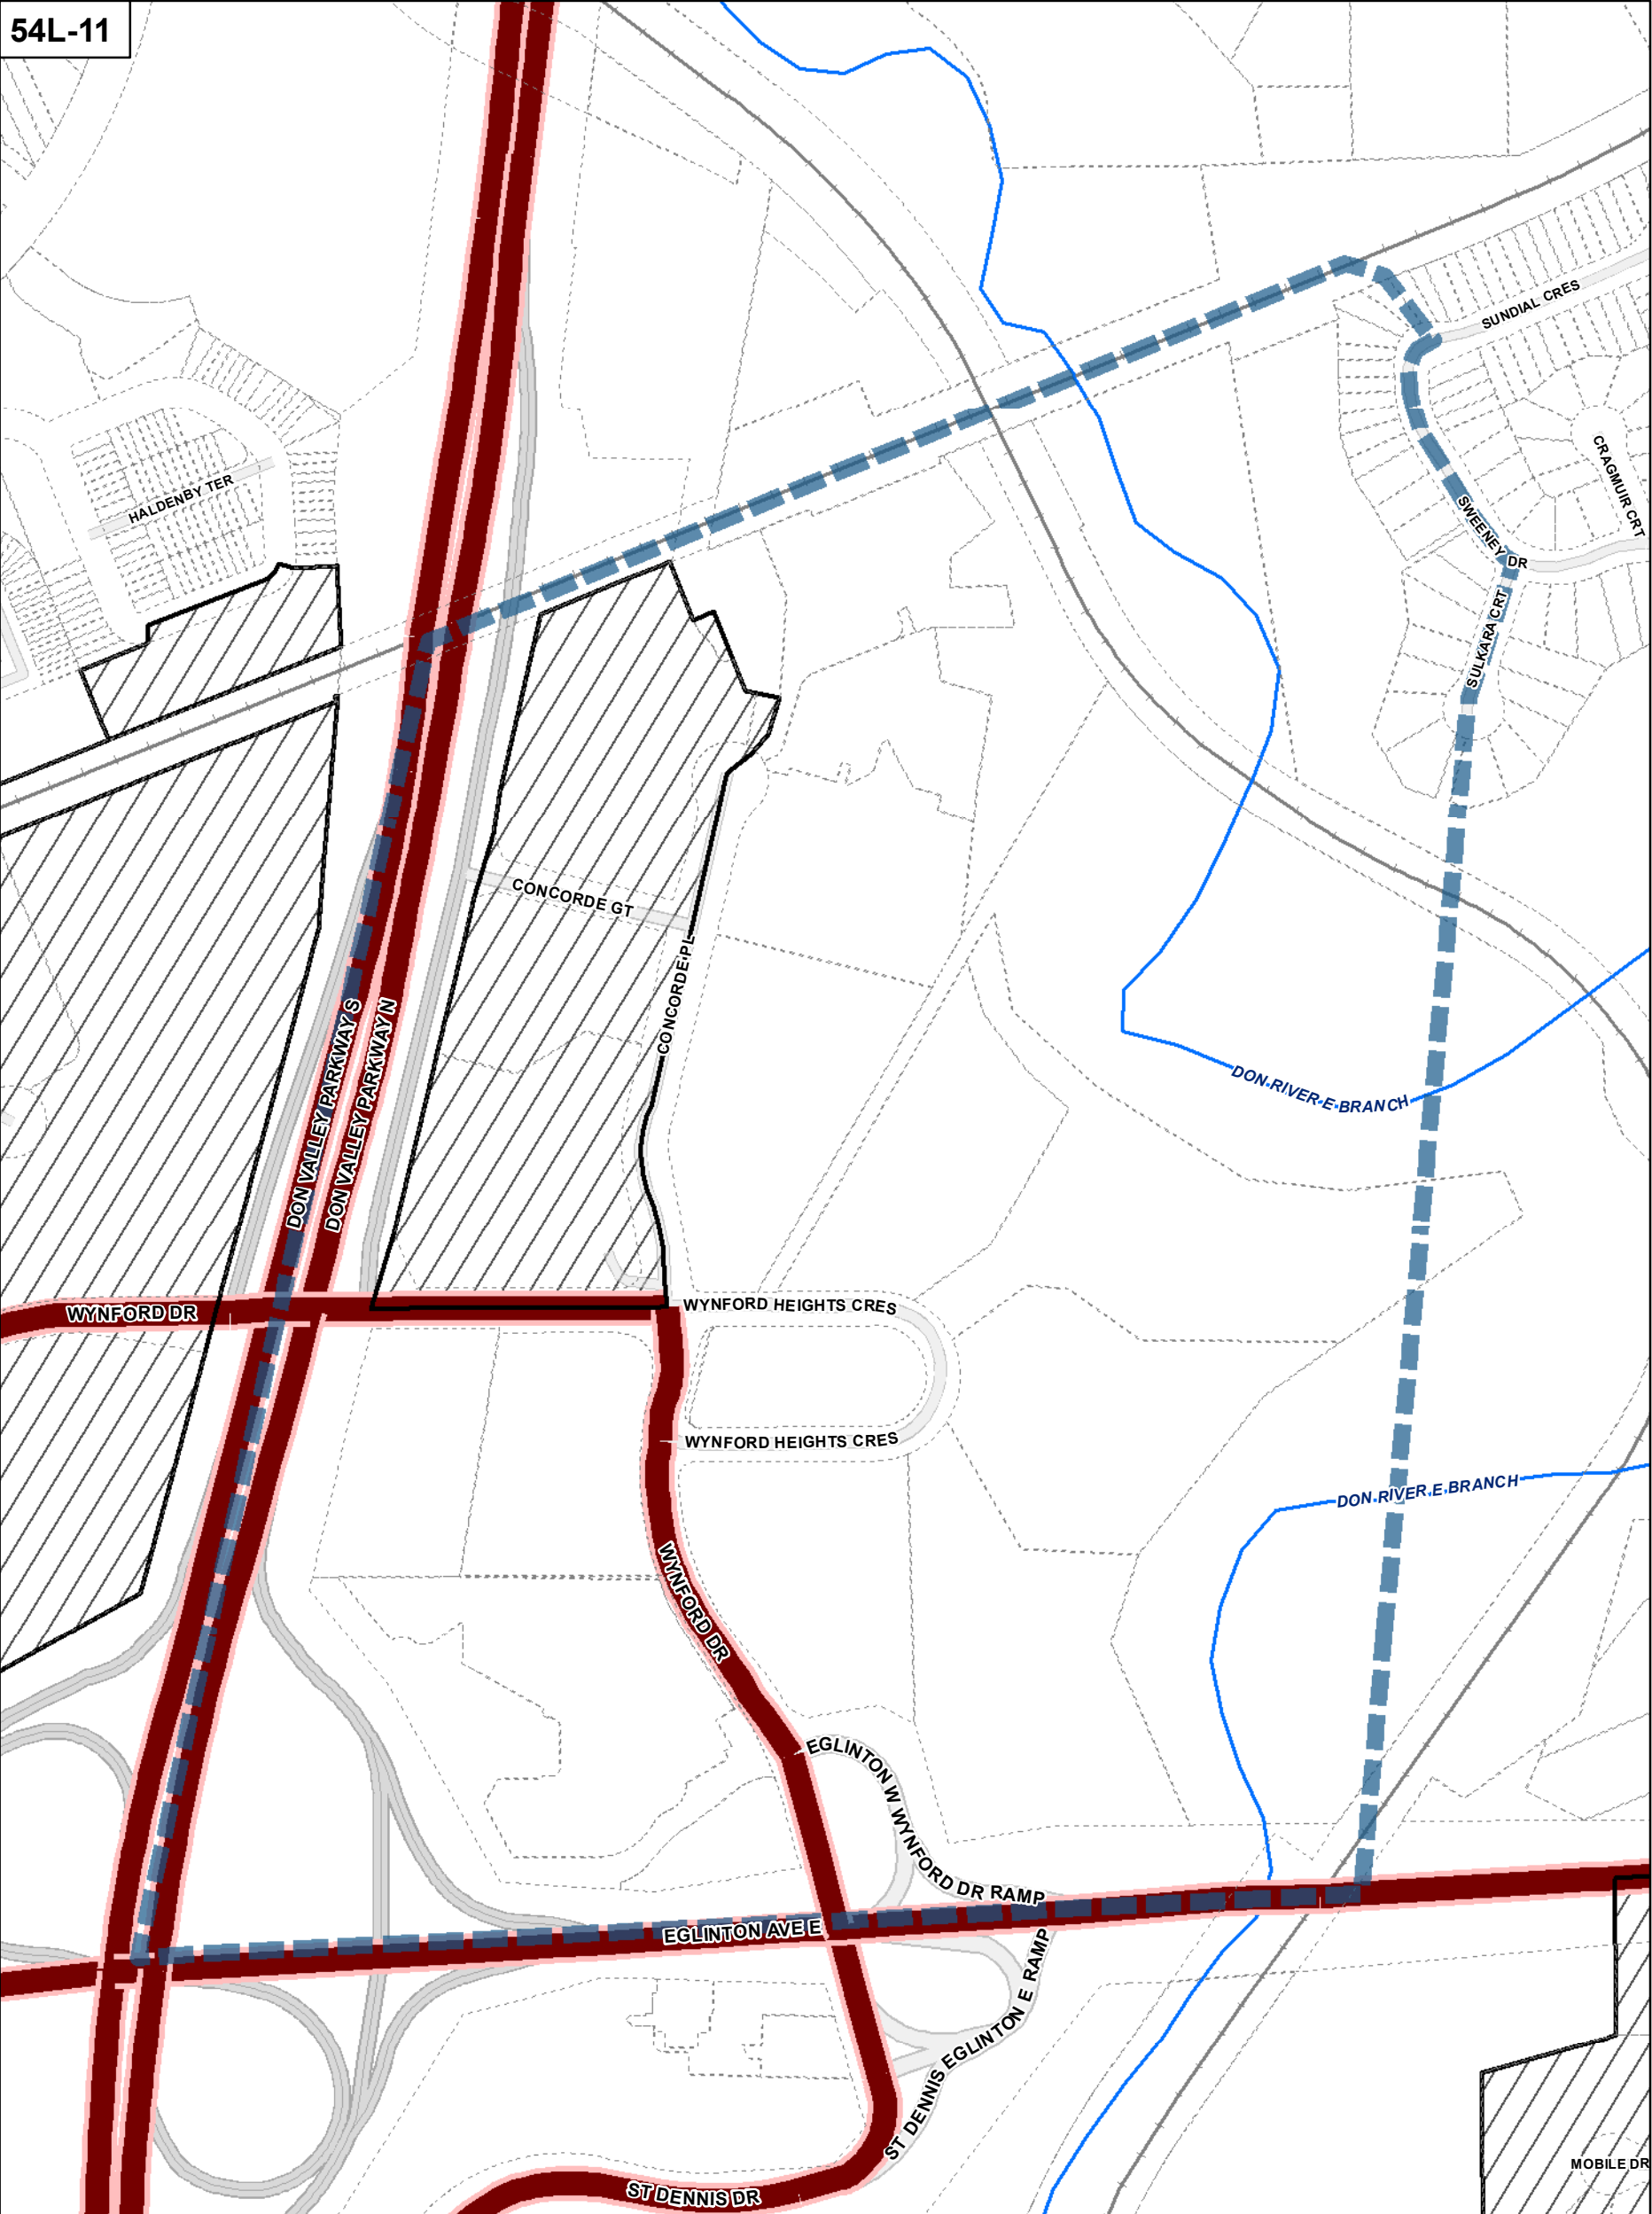 54L-11
SUNDIAL CRES
CRAGMUIR CRT
HALDENBY TER
SWEENEY DR
SULKARA CRT
CONCORDE GT
CONCORDE PL
DON VALLEY PARKWAY S
DON VALLEY PARKWAY N
DON RIVER E BRANCH
WYNFORD DR
WYNFORD HEIGHTS CRES
WYNFORD HEIGHTS CRES
DON RIVER E BRANCH
WYNFORD DR
EGLINTON W WYNFORD DR RAMP
EGLINTON AVE E
ST DENNIS EGLINTON E RAMP
MOBILE DR
ST DENNIS DR